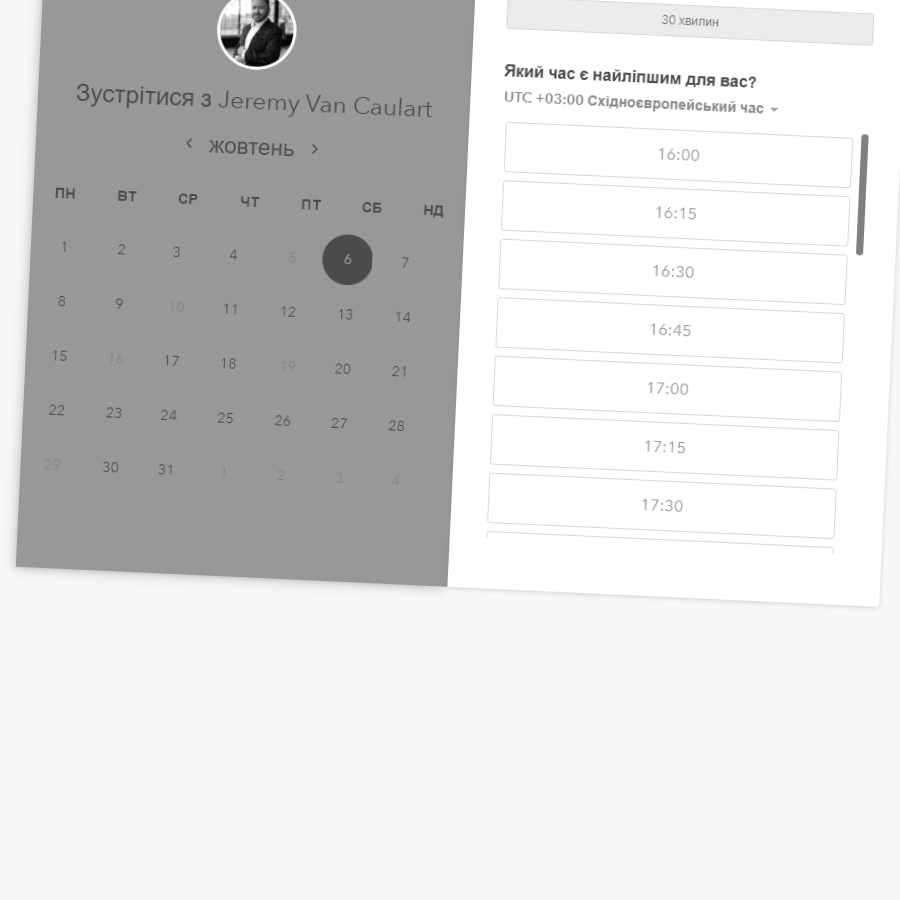 Зустрітися з Jeremy Van Caulart
жовтень
ПН ВТ СР ЧТ ПТ СБ НД
1 2 3 4 5 6 7
8 9 10 11 12 13 14
15 16 17 18 19 20 21
22 23 24 25 26 27 28
29 30 31 1 2 3 4
30 хвилин
Який час є найліпшим для вас?
UTC +03:00 Східноєвропейський час
16:00
16:15
16:30
16:45
17:00
17:15
17:30